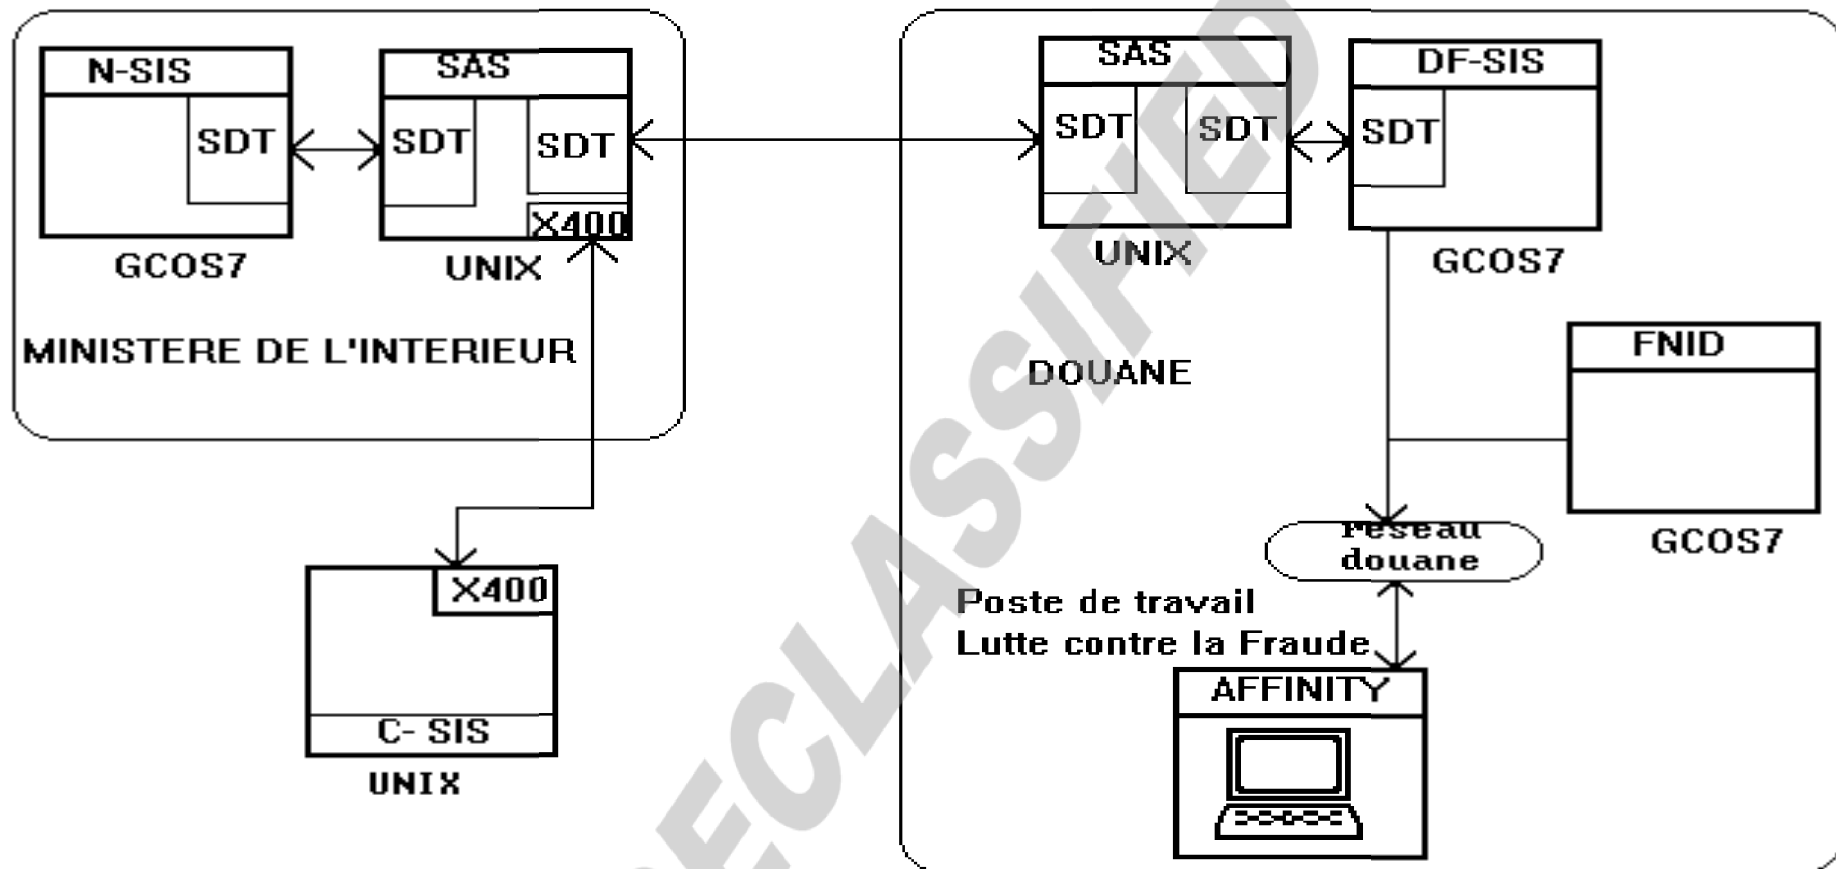 N-SIS
SDT
GCOS7
SAS
SDT
SDT
X400
UNIX
MINISTERE DE L'INTERIEUR
X400
C- SIS
UNIX
SAS
SDT
SDT
UNIX
DF-SIS
SDT
GCOS7
DOUANE
FNID
GCOS7
reseau
douane
Poste de travail
Lutte contre la Fraude
AFFINITY
DECLASSIFIED